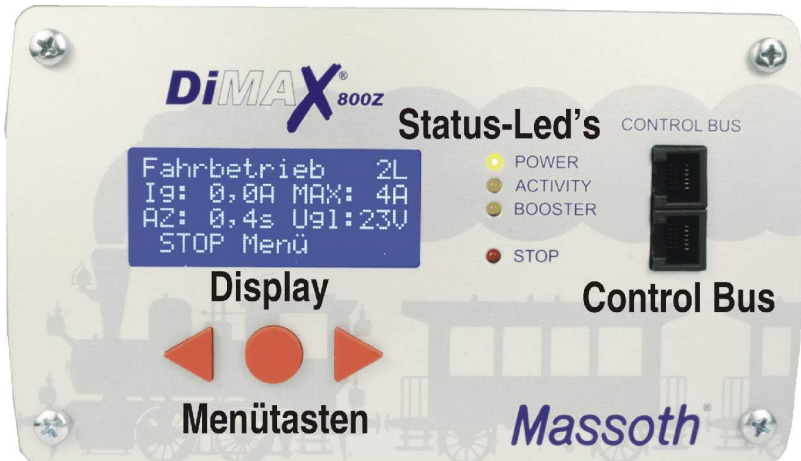 DiMAX® 800Z
Status-Led's
CONTROL BUS
POWER
ACTIVITY
BOOSTER
STOP
Fahrbetrieb 2L
Ig: 0,0A MAX: 4A
AZ: 0,4s Ugl:23V
STOP Menü
Display
Control Bus
Menütasten
Massoth®